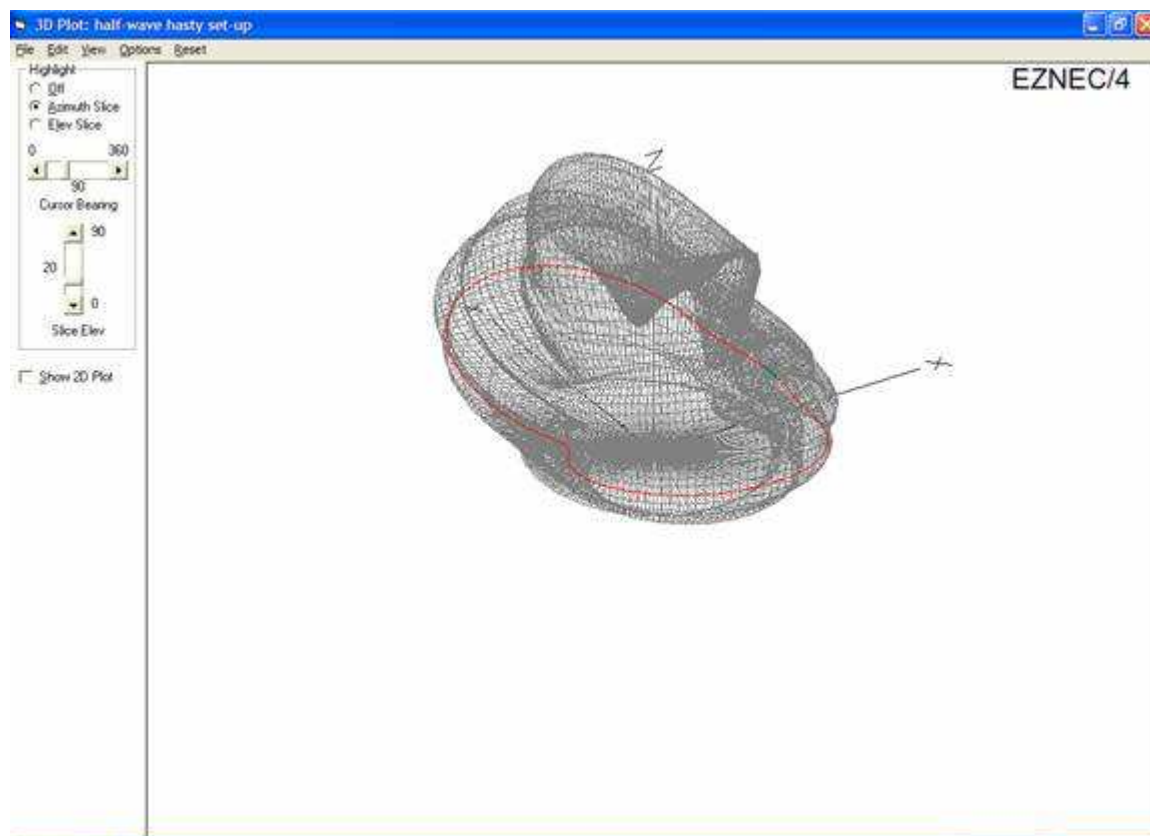 3D Plot: half-wave hasty set-up
File Edit View Options Reset
EZNEC/4
Highlight
Off
Azimuth Slice
Elev Slice
0 360
90
Cursor Bearing
90
20
0
Slice Elev
Show 2D Plot
Z
X
Y